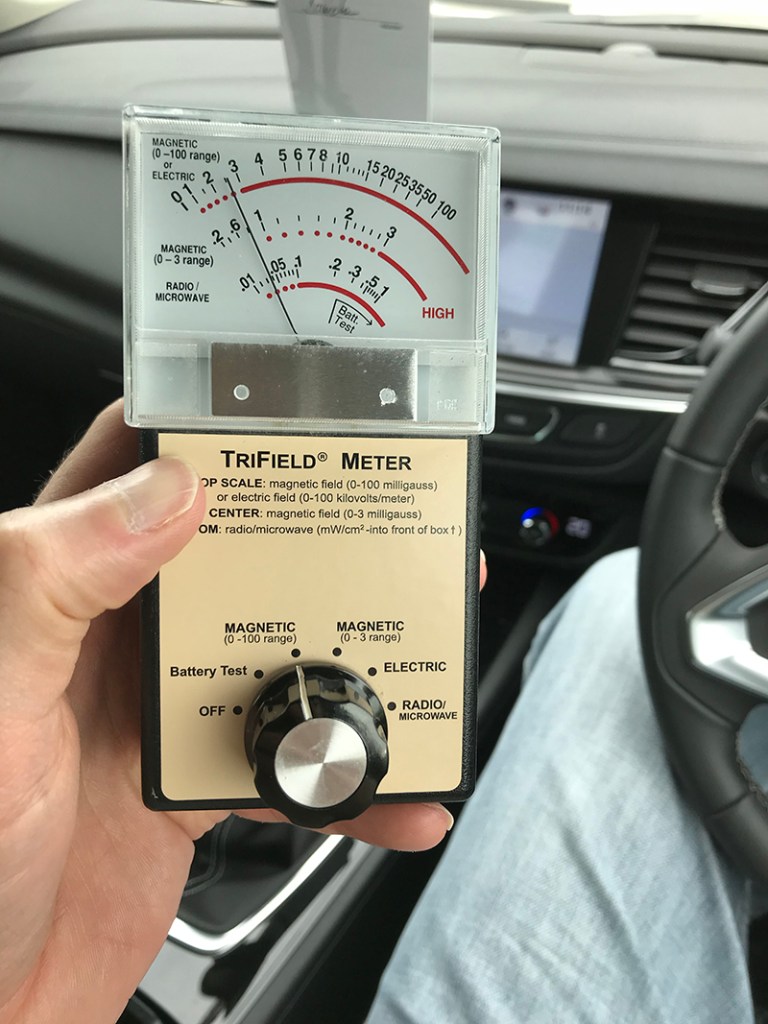 MAGNETIC
(0–100 range)
or
ELECTRIC
0 1 2 3 4 5 6 7 8 10 15 20 25 35 50 100
.2 .6 1 2 3
MAGNETIC
(0 – 3 range)
.01 .05 .1 .2 .3 .5 1
RADIO /
MICROWAVE
Batt.
Test
HIGH
TRIFIELD® METER
OP SCALE: magnetic field (0-100 milligauss)
or electric field (0-100 kilovolts/meter)
CENTER: magnetic field (0-3 milligauss)
OM: radio/microwave (mW/cm²-into front of box†)
MAGNETIC
(0 -100 range)
MAGNETIC
(0 - 3 range)
Battery Test
ELECTRIC
OFF
RADIO/
MICROWAVE